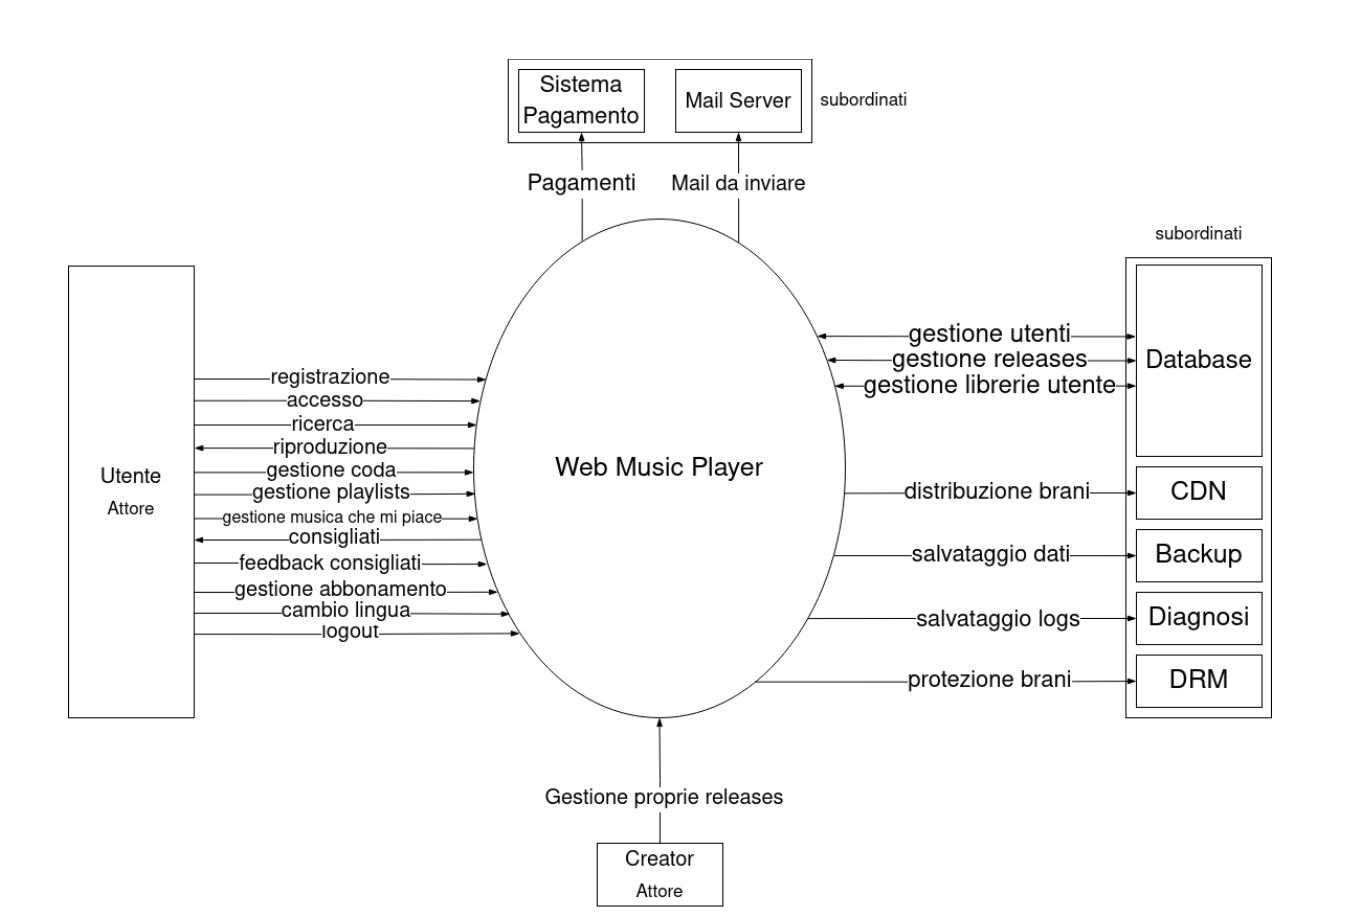 Sistema
Pagamento
Mail Server
subordinati
Pagamenti
Mail da inviare
subordinati
registrazione
accesso
ricerca
riproduzione
gestione coda
gestione playlists
gestione musica che mi piace
consigliati
feedback consigliati
gestione abbonamento
cambio lingua
logout
Utente
Attore
Web Music Player
gestione utenti
gestione releases
gestione librerie utente
distribuzione brani
salvataggio dati
salvataggio logs
protezione brani
Database
CDN
Backup
Diagnosi
DRM
Gestione proprie releases
Creator
Attore